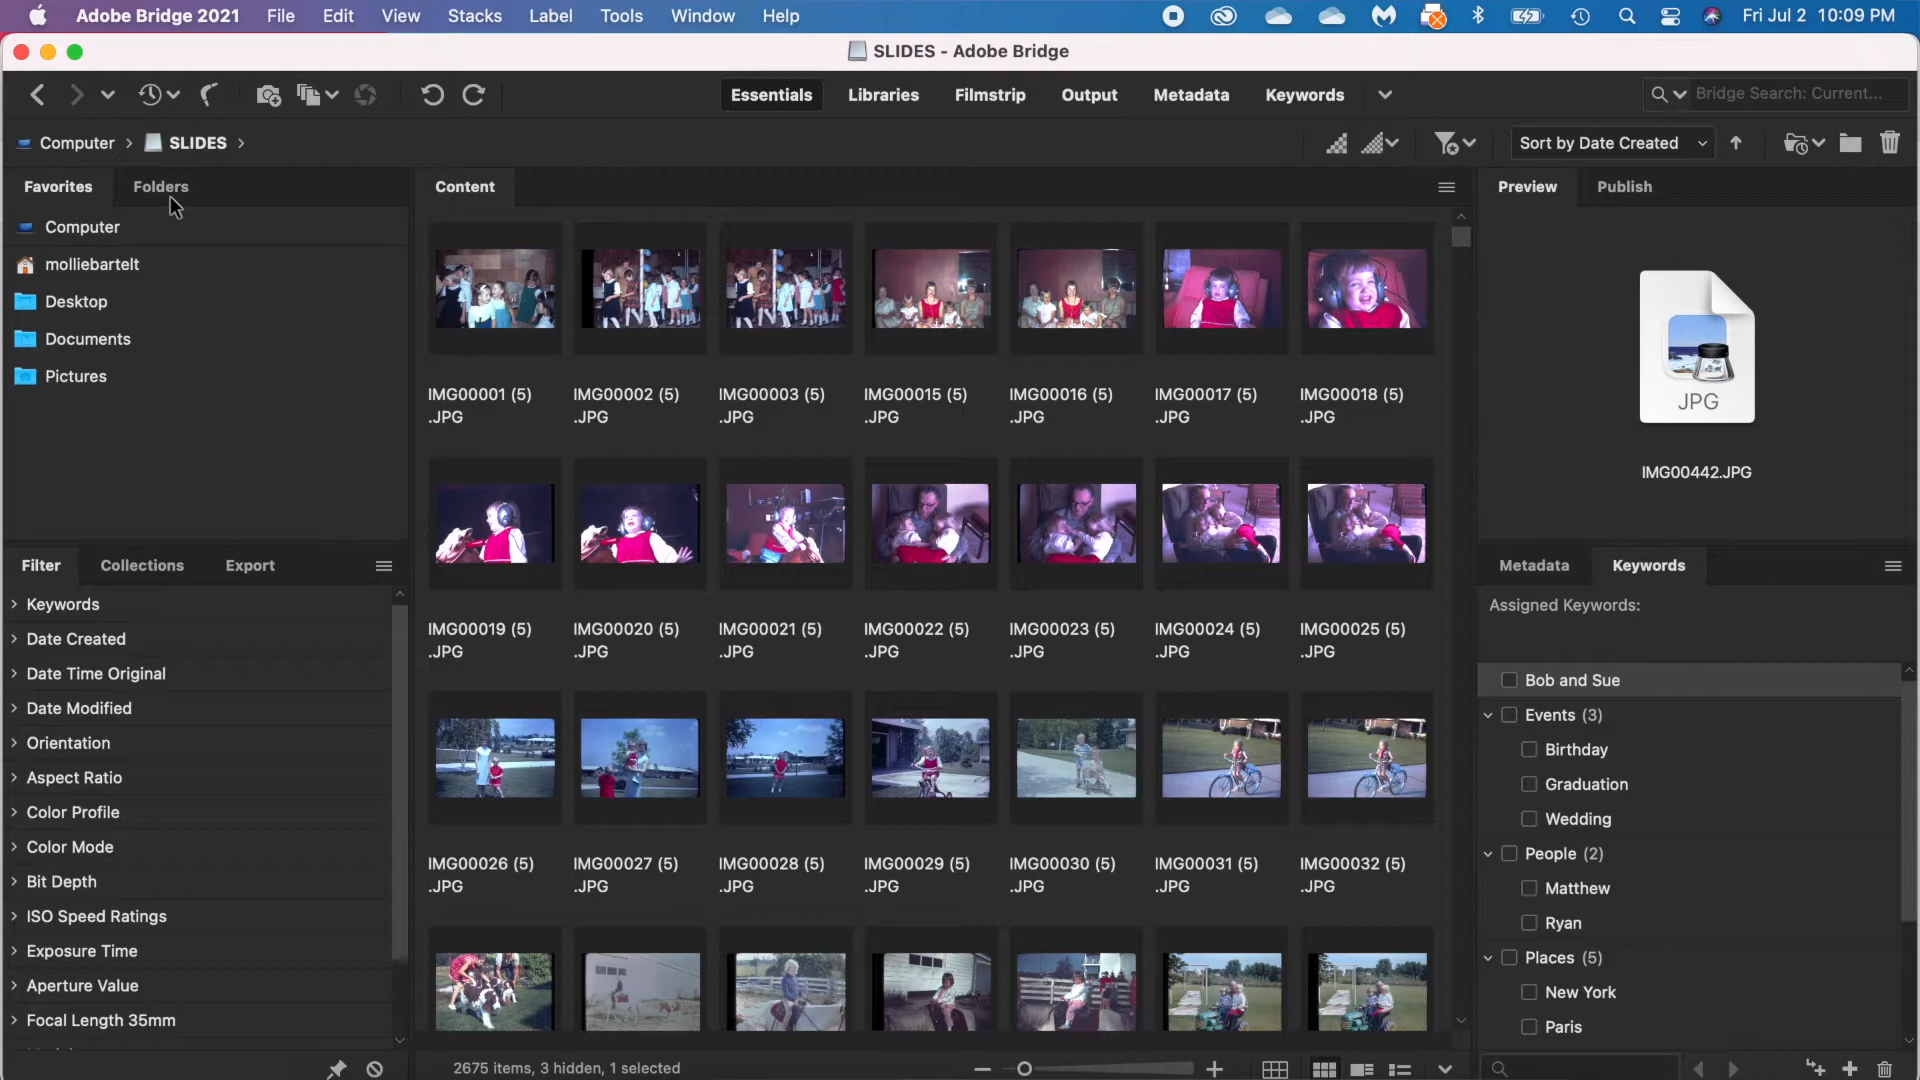 Adobe Bridge 2021 File Edit View Stacks Label Tools Window Help Fri Jul 2 10:09 PM
SLIDES - Adobe Bridge
Essentials Libraries Filmstrip Output Metadata Keywords Bridge Search: Current...
Computer > SLIDES > Sort by Date Created
Favorites Folders
Computer
molliebartelt
Desktop
Documents
Pictures
Filter Collections Export
Keywords
Date Created
Date Time Original
Date Modified
Orientation
Aspect Ratio
Color Profile
Color Mode
Bit Depth
ISO Speed Ratings
Exposure Time
Aperture Value
Focal Length 35mm
Content
IMG00001 (5) IMG00002 (5) IMG00003 (5) IMG00015 (5) IMG00016 (5) IMG00017 (5) IMG00018 (5)
.JPG .JPG .JPG .JPG .JPG .JPG .JPG
IMG00019 (5) IMG00020 (5) IMG00021 (5) IMG00022 (5) IMG00023 (5) IMG00024 (5) IMG00025 (5)
.JPG .JPG .JPG .JPG .JPG .JPG .JPG
IMG00026 (5) IMG00027 (5) IMG00028 (5) IMG00029 (5) IMG00030 (5) IMG00031 (5) IMG00032 (5)
.JPG .JPG .JPG .JPG .JPG .JPG .JPG
2675 items, 3 hidden, 1 selected
Preview Publish
JPG
IMG00442.JPG
Metadata Keywords
Assigned Keywords:
Bob and Sue
Events (3)
Birthday
Graduation
Wedding
People (2)
Matthew
Ryan
Places (5)
New York
Paris